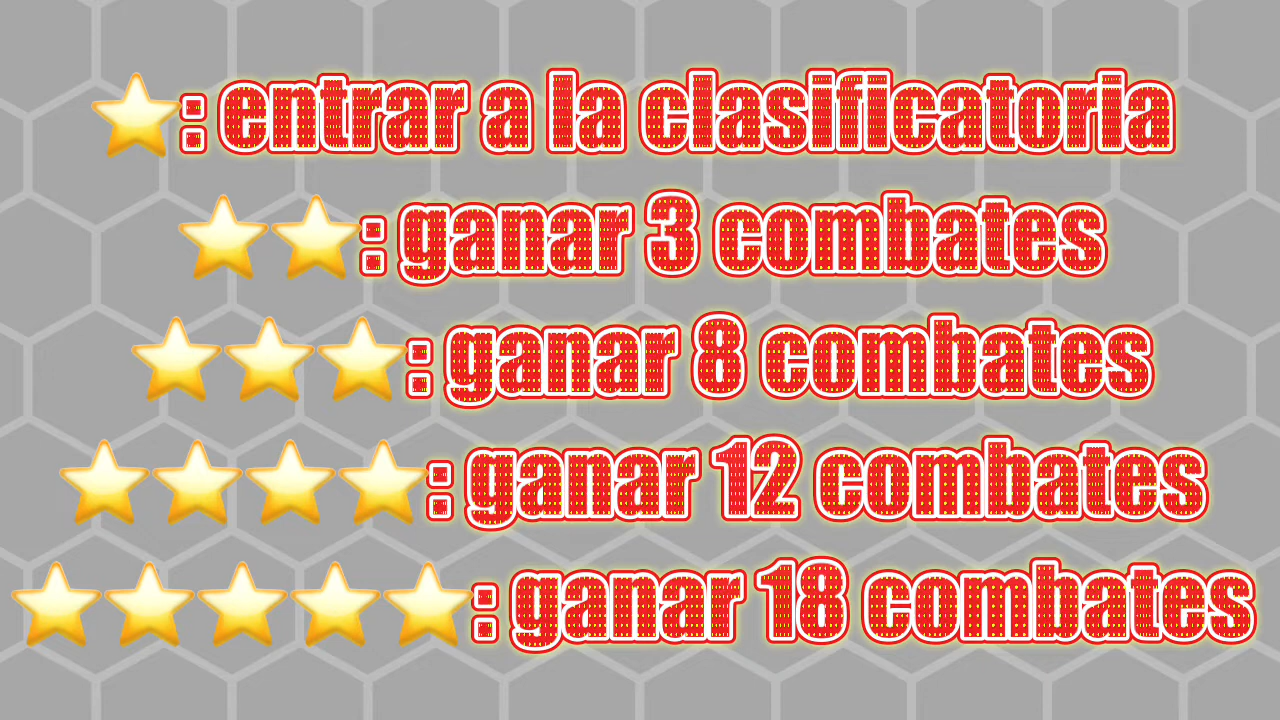 ⭐: entrar a la clasificatoria
⭐⭐: ganar 3 combates
⭐⭐⭐: ganar 8 combates
⭐⭐⭐⭐: ganar 12 combates
⭐⭐⭐⭐⭐: ganar 18 combates